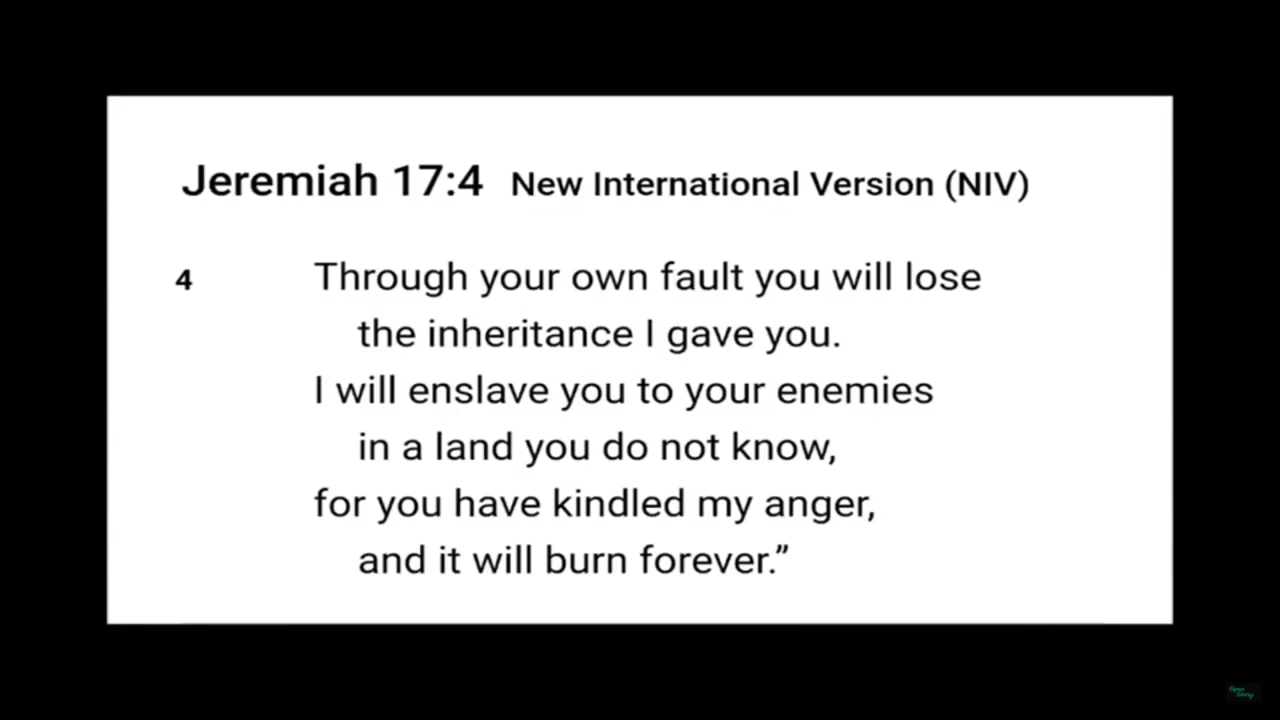 Jeremiah 17:4 New International Version (NIV)
4 Through your own fault you will lose
the inheritance I gave you.
I will enslave you to your enemies
in a land you do not know,
for you have kindled my anger,
and it will burn forever.”